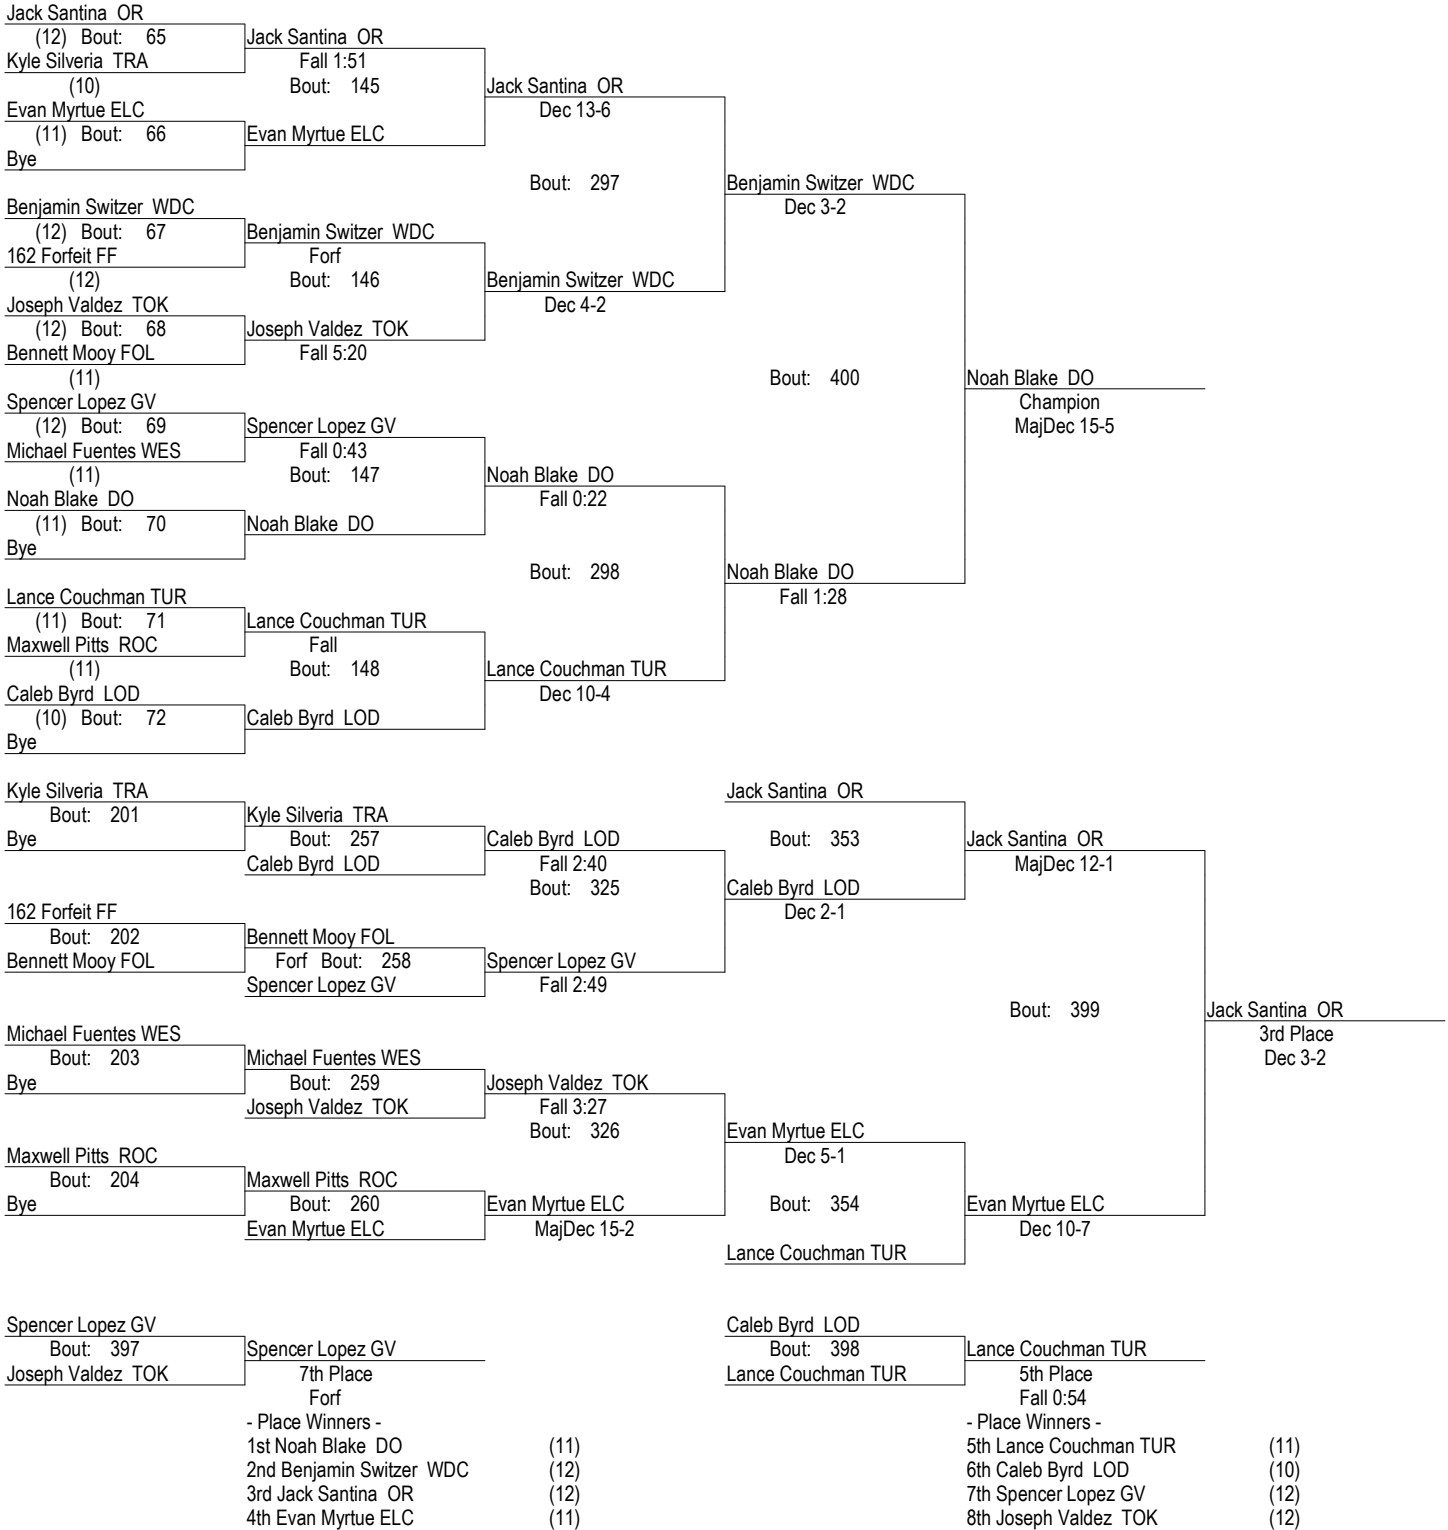 Jack Santina OR
(12) Bout: 65
Jack Santina OR
Kyle Silveria TRA
Fall 1:51
(10)
Bout: 145
Jack Santina OR
Evan Myrtue ELC
Dec 13-6
(11) Bout: 66
Evan Myrtue ELC
Bye
Bout: 297
Benjamin Switzer WDC
Benjamin Switzer WDC
Dec 3-2
(12) Bout: 67
Benjamin Switzer WDC
162 Forfeit FF
Forf
(12)
Bout: 146
Benjamin Switzer WDC
Joseph Valdez TOK
Dec 4-2
(12) Bout: 68
Joseph Valdez TOK
Bennett Mooy FOL
Fall 5:20
(11)
Bout: 400
Noah Blake DO
Spencer Lopez GV
Champion
(12) Bout: 69
Spencer Lopez GV
MajDec 15-5
Michael Fuentes WES
Fall 0:43
(11)
Bout: 147
Noah Blake DO
Noah Blake DO
Fall 0:22
(11) Bout: 70
Noah Blake DO
Bye
Bout: 298
Noah Blake DO
Lance Couchman TUR
Fall 1:28
(11) Bout: 71
Lance Couchman TUR
Maxwell Pitts ROC
Fall
(11)
Bout: 148
Lance Couchman TUR
Caleb Byrd LOD
Dec 10-4
(10) Bout: 72
Caleb Byrd LOD
Bye
Kyle Silveria TRA
Jack Santina OR
Bout: 201
Kyle Silveria TRA
Bye
Bout: 257
Caleb Byrd LOD
Bout: 353
Jack Santina OR
Caleb Byrd LOD
Fall 2:40
MajDec 12-1
Bout: 325
Caleb Byrd LOD
162 Forfeit FF
Dec 2-1
Bout: 202
Bennett Mooy FOL
Bennett Mooy FOL
Forf Bout: 258
Spencer Lopez GV
Spencer Lopez GV
Fall 2:49
Bout: 399
Jack Santina OR
Michael Fuentes WES
3rd Place
Bout: 203
Michael Fuentes WES
Dec 3-2
Bye
Bout: 259
Joseph Valdez TOK
Joseph Valdez TOK
Fall 3:27
Bout: 326
Evan Myrtue ELC
Maxwell Pitts ROC
Dec 5-1
Bout: 204
Maxwell Pitts ROC
Bye
Bout: 260
Evan Myrtue ELC
Bout: 354
Evan Myrtue ELC
Evan Myrtue ELC
MajDec 15-2
Dec 10-7
Lance Couchman TUR
Spencer Lopez GV
Bout: 397
Spencer Lopez GV
Joseph Valdez TOK
7th Place
Forf
Caleb Byrd LOD
Bout: 398
Lance Couchman TUR
Lance Couchman TUR
5th Place
Fall 0:54
- Place Winners -
1st Noah Blake DO (11)
2nd Benjamin Switzer WDC (12)
3rd Jack Santina OR (12)
4th Evan Myrtue ELC (11)
- Place Winners -
5th Lance Couchman TUR (11)
6th Caleb Byrd LOD (10)
7th Spencer Lopez GV (12)
8th Joseph Valdez TOK (12)